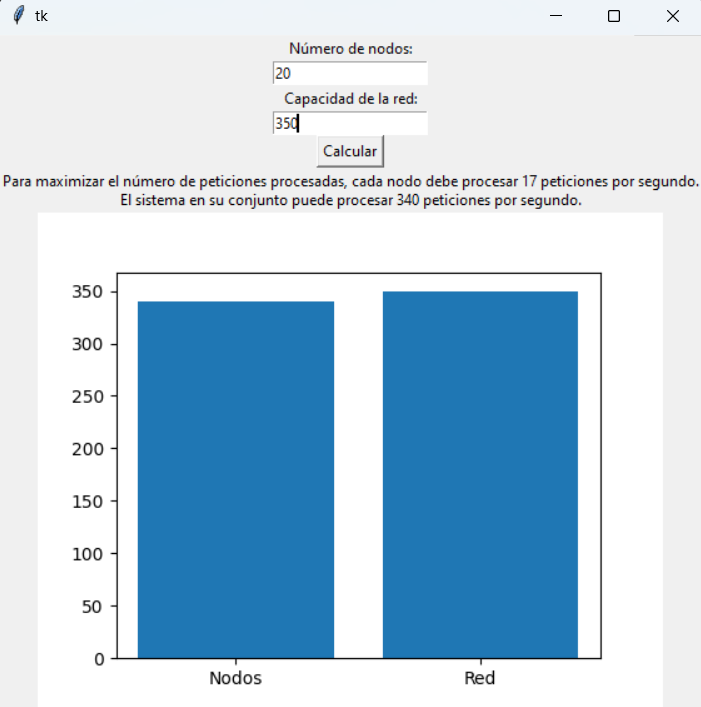 tk
Número de nodos:
20
Capacidad de la red:
350
Calcular
Para maximizar el número de peticiones procesadas, cada nodo debe procesar 17 peticiones por segundo.
El sistema en su conjunto puede procesar 340 peticiones por segundo.
350
300
250
200
150
100
50
0
Nodos Red